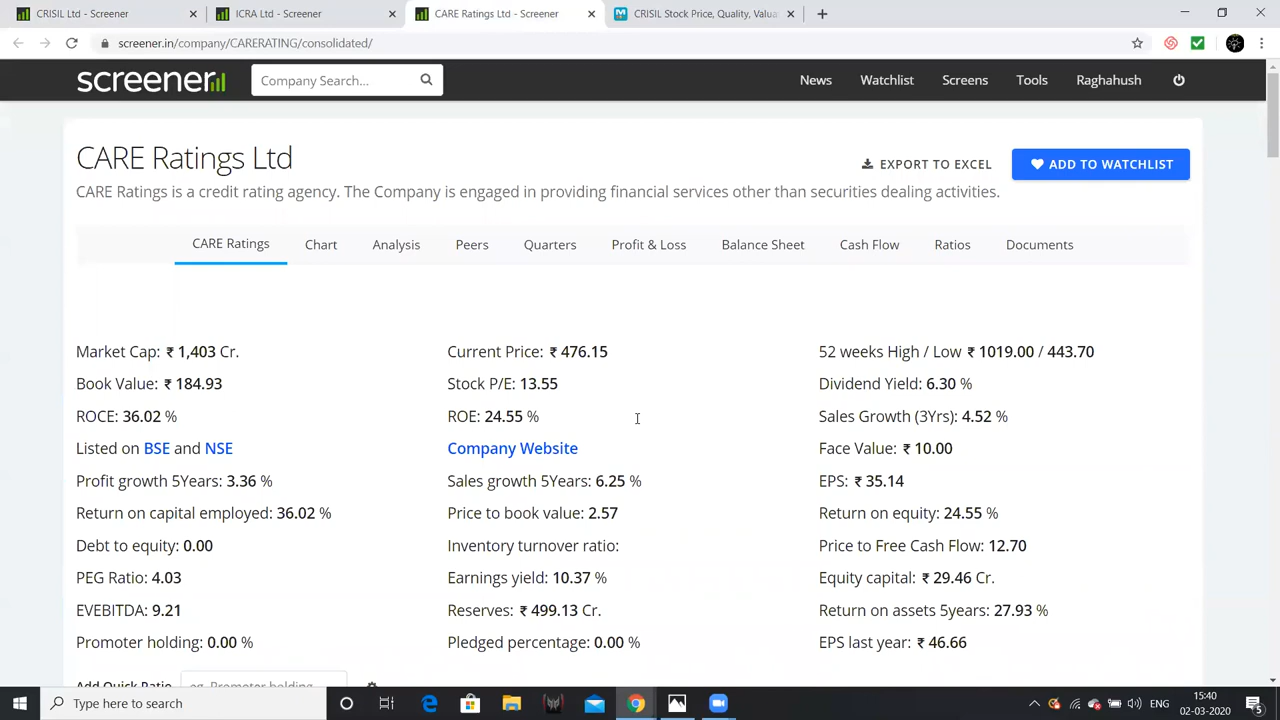 CRISIL Ltd - Screener
ICRA Ltd - Screener
CARE Ratings Ltd - Screener
CRISIL Stock Price, Quality, Valua
screener.in/company/CARERATING/consolidated/
screener
Company Search...
News
Watchlist
Screens
Tools
Raghahush
CARE Ratings Ltd
EXPORT TO EXCEL
ADD TO WATCHLIST
CARE Ratings is a credit rating agency. The Company is engaged in providing financial services other than securities dealing activities.
CARE Ratings
Chart
Analysis
Peers
Quarters
Profit & Loss
Balance Sheet
Cash Flow
Ratios
Documents
Market Cap: ₹ 1,403 Cr.
Current Price: ₹ 476.15
52 weeks High / Low ₹ 1019.00 / 443.70
Book Value: ₹ 184.93
Stock P/E: 13.55
Dividend Yield: 6.30 %
ROCE: 36.02 %
ROE: 24.55 %
Sales Growth (3Yrs): 4.52 %
Listed on BSE and NSE
Company Website
Face Value: ₹ 10.00
Profit growth 5Years: 3.36 %
Sales growth 5Years: 6.25 %
EPS: ₹ 35.14
Return on capital employed: 36.02 %
Price to book value: 2.57
Return on equity: 24.55 %
Debt to equity: 0.00
Inventory turnover ratio:
Price to Free Cash Flow: 12.70
PEG Ratio: 4.03
Earnings yield: 10.37 %
Equity capital: ₹ 29.46 Cr.
EVEBITDA: 9.21
Reserves: ₹ 499.13 Cr.
Return on assets 5years: 27.93 %
Promoter holding: 0.00 %
Pledged percentage: 0.00 %
EPS last year: ₹ 46.66
Add Quick Ratio
eg. Promoter holding
Type here to search
ENG
15:40
02-03-2020
5